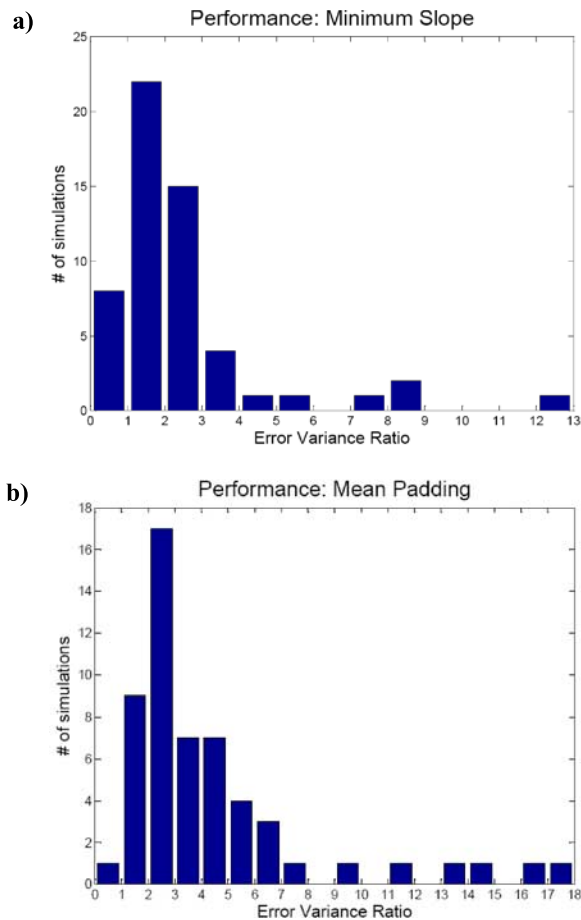 a)
Performance: Minimum Slope
25
20
15
10
5
0
# of simulations
0 1 2 3 4 5 6 7 8 9 10 11 12 13
Error Variance Ratio
b)
Performance: Mean Padding
18
16
14
12
10
8
6
4
2
0
# of simulations
0 1 2 3 4 5 6 7 8 9 10 11 12 13 14 15 16 17 18
Error Variance Ratio